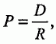 P = D/R,